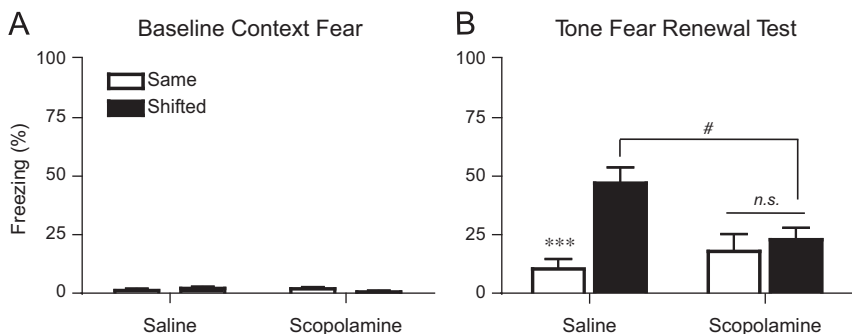 A
Baseline Context Fear
Freezing (%)
100
75
50
25
0
Same
Shifted
Saline
Scopolamine
B
Tone Fear Renewal Test
100
75
50
25
0
#
n.s.
***
Saline
Scopolamine